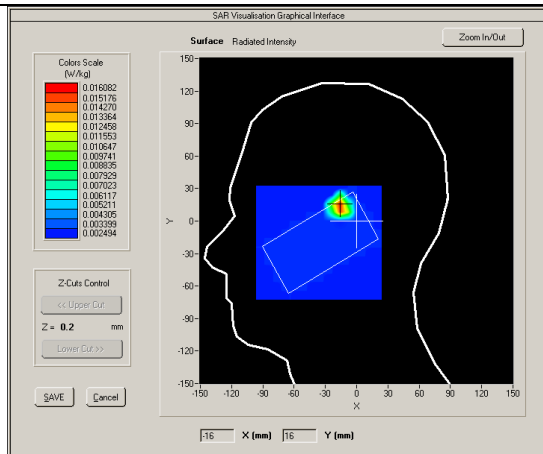 SAR Visualisation Graphical Interface
Surface Radiated Intensity
Zoom In/Out
Colors Scale
(W/kg)
0.016082
0.015176
0.014270
0.013364
0.012458
0.011553
0.010647
0.009741
0.008835
0.007929
0.007023
0.006117
0.005211
0.004305
0.003399
0.002494
Z-Cuts Control
<< Upper Cut
Z = 0.2 mm
Lower Cut >>
SAVE
Cancel
150
120
90
60
30
0
-30
-60
-90
-120
-150
Y
-150 -120 -90 -60 -30 0 30 60 90 120 150
X
-16 X (mm) 16 Y (mm)